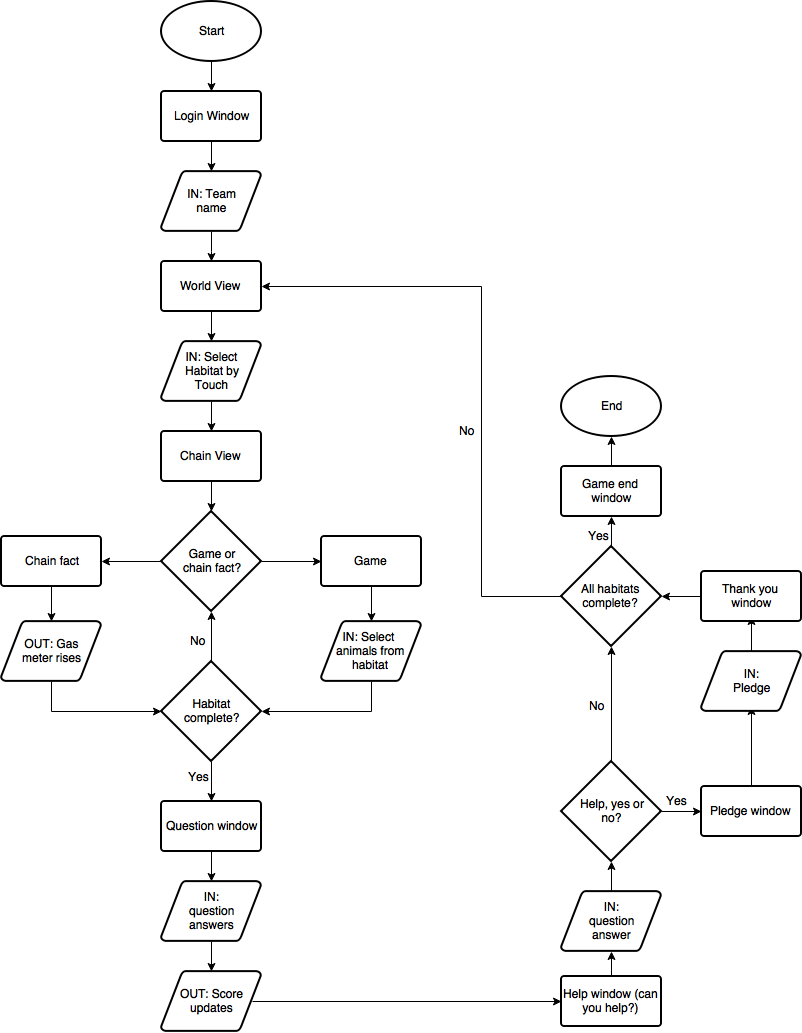 Start
Login Window
IN: Team
name
World View
IN: Select
Habitat by
Touch
Chain View
Game or
chain fact?
Chain fact
Game
OUT: Gas
meter rises
IN: Select
animals from
habitat
No
Habitat
complete?
Yes
Question window
IN:
question
answers
OUT: Score
updates
Help window (can
you help?)
IN:
question
answer
Help, yes or
no?
Yes
Pledge window
IN:
Pledge
Thank you
window
No
All habitats
complete?
No
Yes
Game end
window
End